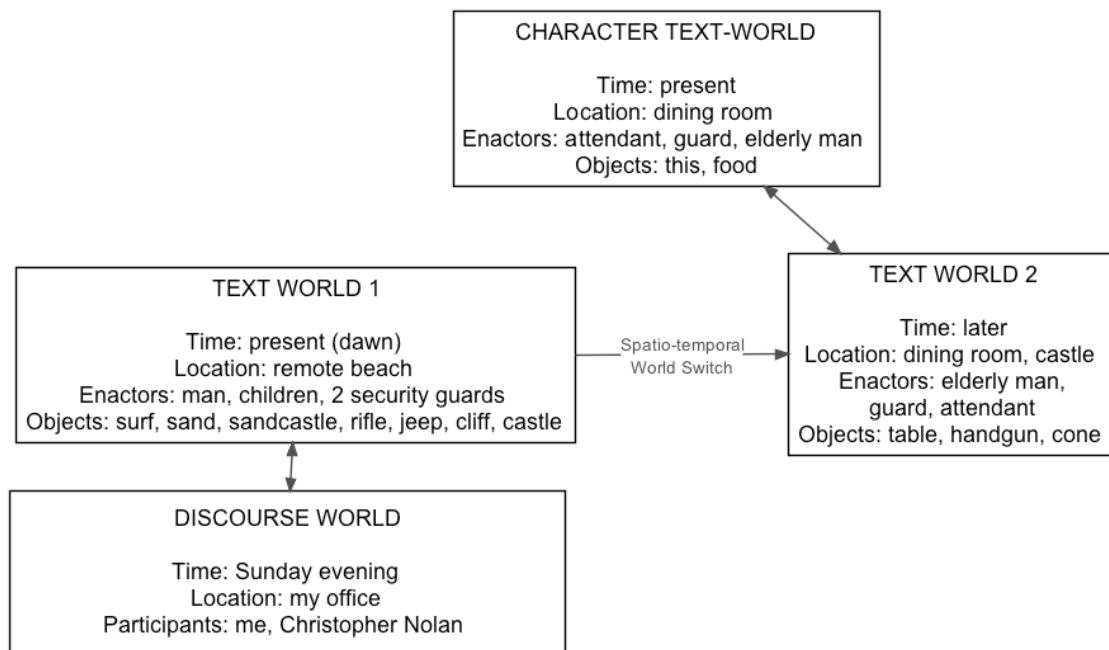 CHARACTER TEXT-WORLD
Time: present
Location: dining room
Enactors: attendant, guard, elderly man
Objects: this, food
TEXT WORLD 1
Time: present (dawn)
Location: remote beach
Enactors: man, children, 2 security guards
Objects: surf, sand, sandcastle, rifle, jeep, cliff, castle
Spatio-temporal
World Switch
TEXT WORLD 2
Time: later
Location: dining room, castle
Enactors: elderly man,
guard, attendant
Objects: table, handgun, cone
DISCOURSE WORLD
Time: Sunday evening
Location: my office
Participants: me, Christopher Nolan